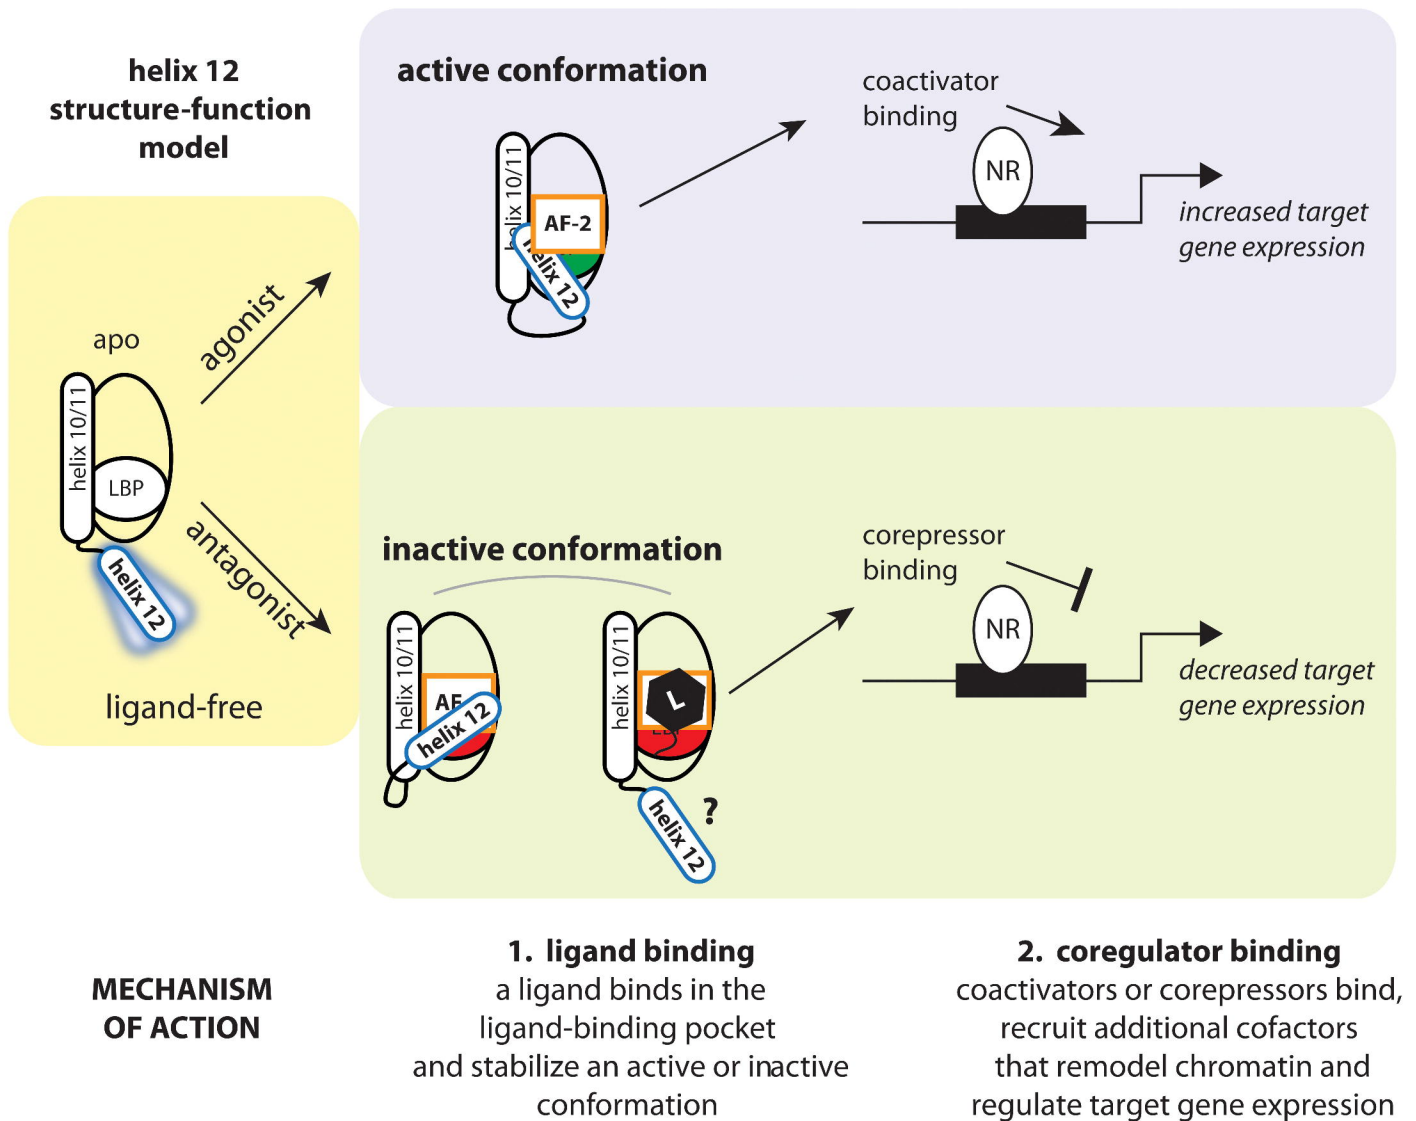 helix 12
structure-function
model
active conformation
helix 10/11
AF-2
helix 12
coactivator
binding
NR
increased target
gene expression
agonist
apo
helix 10/11
LBP
helix 12
antagonist
ligand-free
inactive conformation
helix 10/11
AF
helix 12
helix 10/11
L
helix 12
?
corepressor
binding
NR
decreased target
gene expression
MECHANISM
OF ACTION
1. ligand binding
a ligand binds in the
ligand-binding pocket
and stabilize an active or inactive
conformation
2. coregulator binding
coactivators or corepressors bind,
recruit additional cofactors
that remodel chromatin and
regulate target gene expression